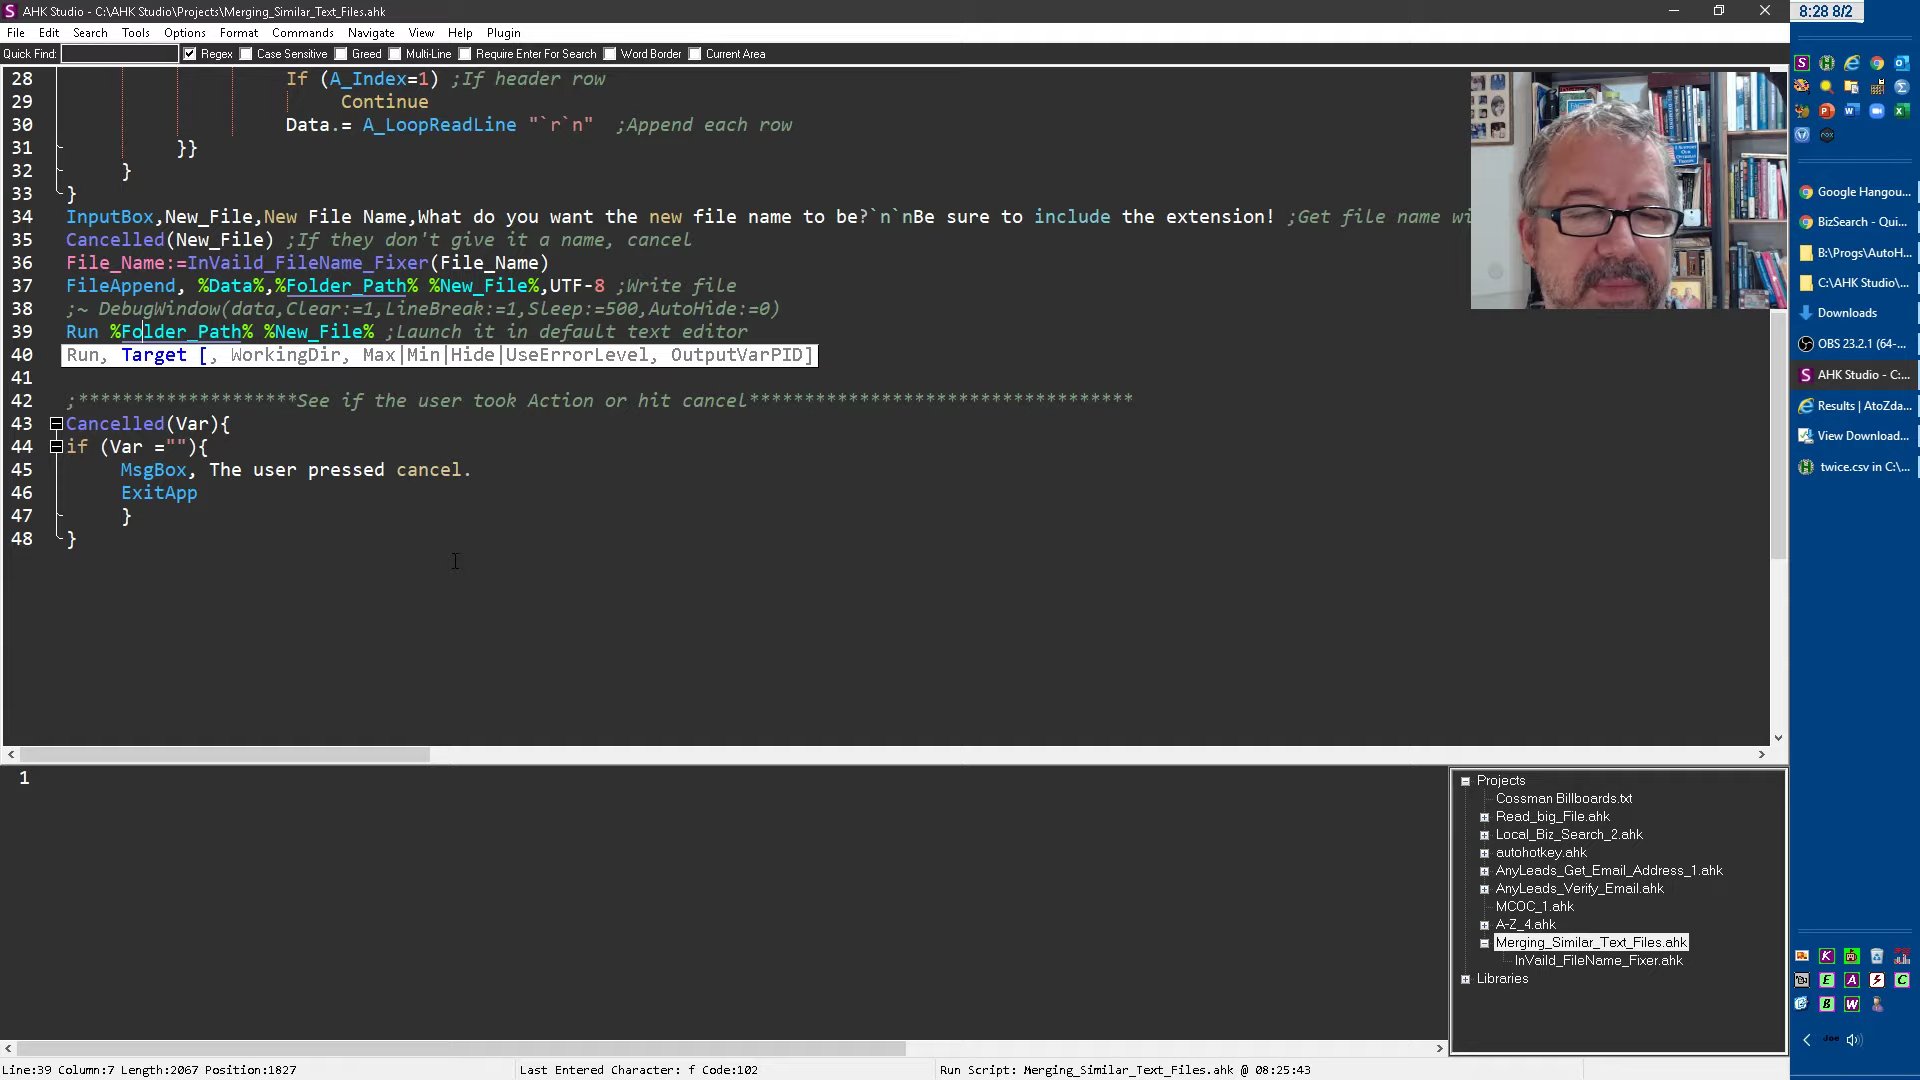 AHK Studio - C:\AHK Studio\Projects\Merging_Similar_Text_Files.ahk
8:28 8/2
File Edit Search Tools Options Format Commands Navigate View Help Plugin
Quick Find: Regex Case Sensitive Greed Multi-Line Require Enter For Search Word Border Current Area
28 If (A_Index=1) ;If header row
29 Continue
30 Data.= A_LoopReadLine "`r`n" ;Append each row
31 }}
32 }
33 }
34 InputBox,New_File,New File Name,What do you want the new file name to be?`n`nBe sure to include the extension! ;Get file name wi
35 Cancelled(New_File) ;If they don't give it a name, cancel
36 File_Name:=InVaild_FileName_Fixer(File_Name)
37 FileAppend, %Data%,%Folder_Path% %New_File%,UTF-8 ;Write file
38 ;~ DebugWindow(data,Clear:=1,LineBreak:=1,Sleep:=500,AutoHide:=0)
39 Run %Folder_Path% %New_File% ;Launch it in default text editor
40 Run, Target [, WorkingDir, Max|Min|Hide|UseErrorLevel, OutputVarPID]
41
42 ;********************See if the user took Action or hit cancel***********************************
43 Cancelled(Var){
44 if (Var =""){
45 MsgBox, The user pressed cancel.
46 ExitApp
47 }
48 }
1
Projects
Cossman Billboards.txt
Read_big_File.ahk
Local_Biz_Search_2.ahk
autohotkey.ahk
AnyLeads_Get_Email_Address_1.ahk
AnyLeads_Verify_Email.ahk
MCOC_1.ahk
A-Z_4.ahk
Merging_Similar_Text_Files.ahk
InVaild_FileName_Fixer.ahk
Libraries
Google Hangou...
BizSearch - Qui...
B:\Progs\AutoH...
C:\AHK Studio\...
Downloads
OBS 23.2.1 (64-...
AHK Studio - C:...
Results | AtoZda...
View Download...
twice.csv in C:\...
Joe
Line:39 Column:7 Length:2067 Position:1827
Last Entered Character: f Code:102
Run Script: Merging_Similar_Text_Files.ahk @ 08:25:43